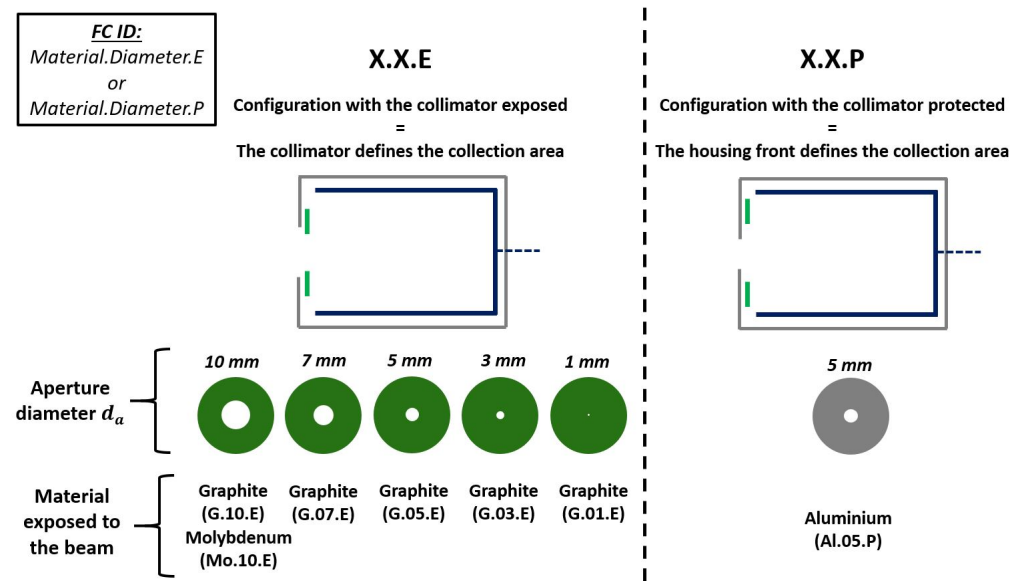 FC ID:
Material.Diameter.E
or
Material.Diameter.P
X.X.E
Configuration with the collimator exposed
=
The collimator defines the collection area
X.X.P
Configuration with the collimator protected
=
The housing front defines the collection area
Aperture
diameter dₐ
10 mm
7 mm
5 mm
3 mm
1 mm
5 mm
Material
exposed to
the beam
Graphite
(G.10.E)
Molybdenum
(Mo.10.E)
Graphite
(G.07.E)
Graphite
(G.05.E)
Graphite
(G.03.E)
Graphite
(G.01.E)
Aluminium
(Al.05.P)